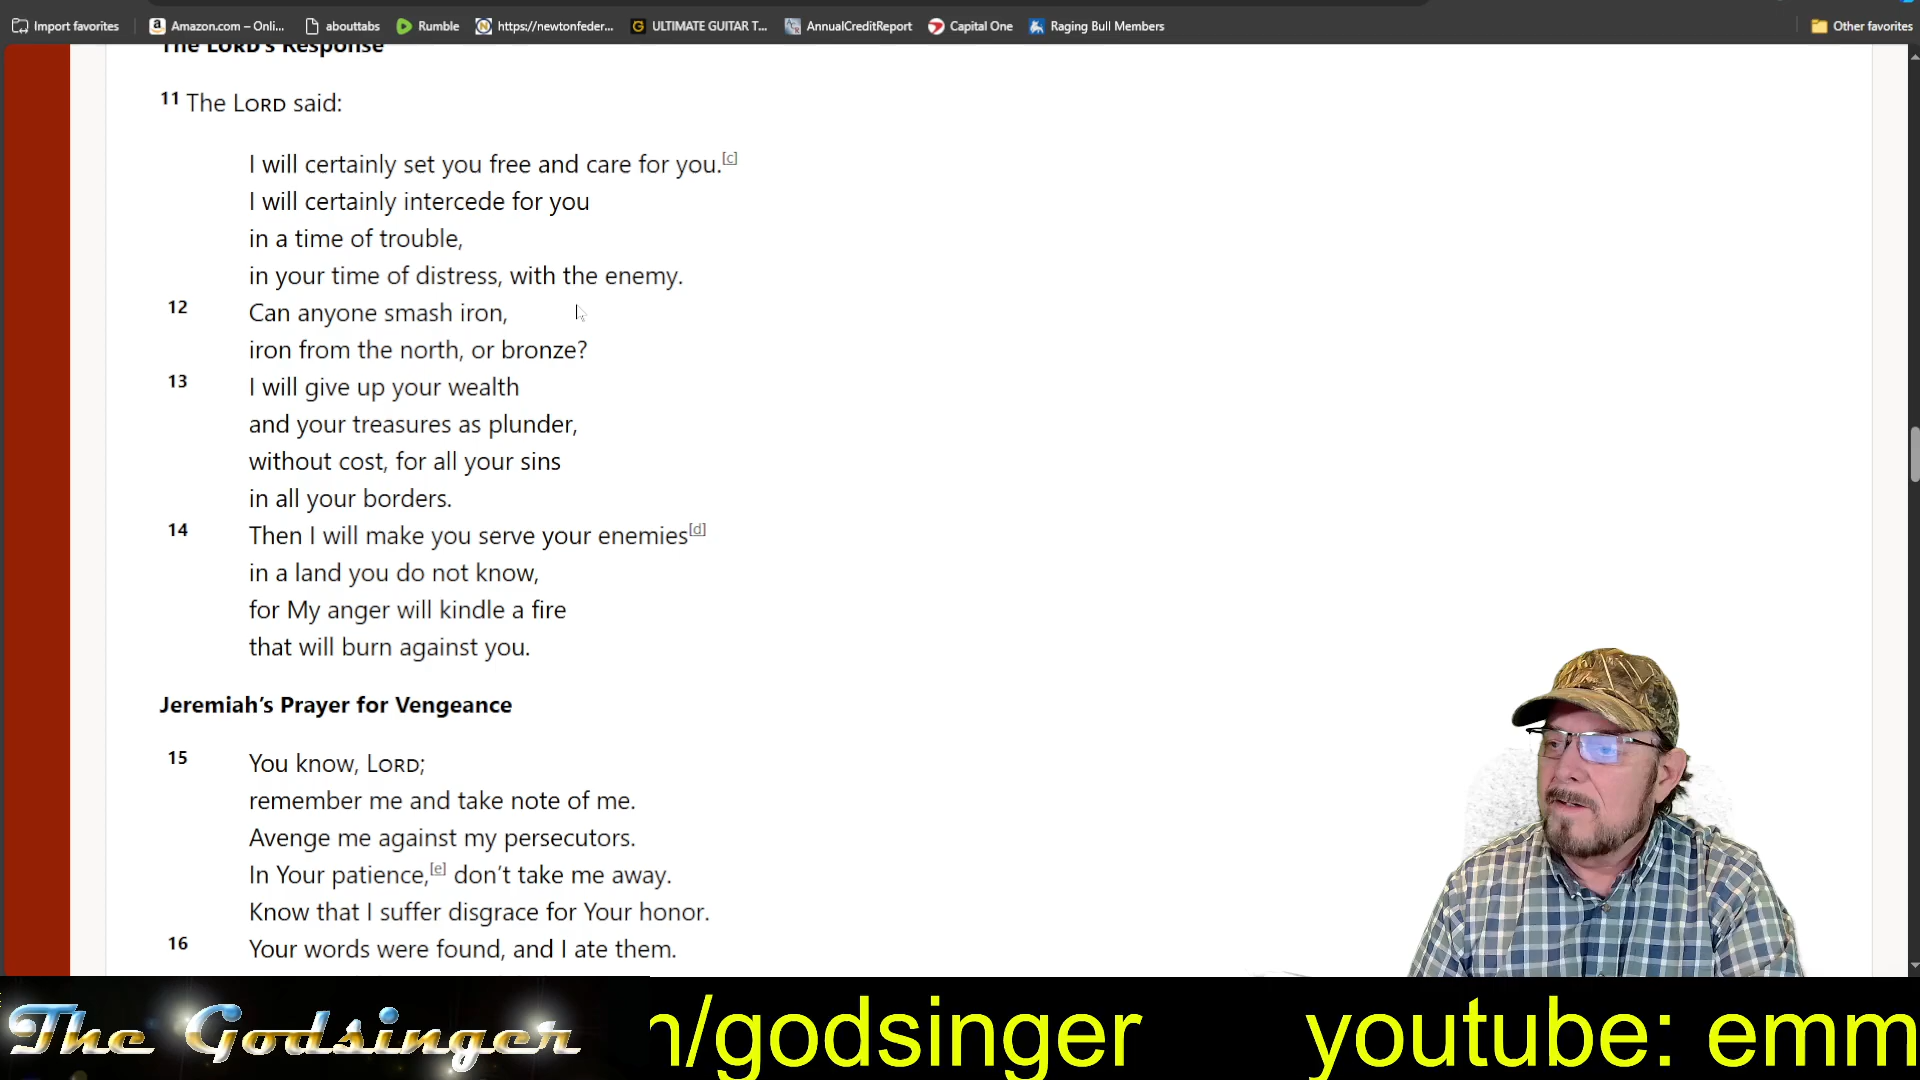 Import favorites
Amazon.com – Onli...
abouttabs
Rumble
https://newtonfeder...
ULTIMATE GUITAR T...
AnnualCreditReport
Capital One
Raging Bull Members
Other favorites
The LORD's Response
11 The LORD said:
I will certainly set you free and care for you.[c]
I will certainly intercede for you
in a time of trouble,
in your time of distress, with the enemy.
12 Can anyone smash iron,
iron from the north, or bronze?
13 I will give up your wealth
and your treasures as plunder,
without cost, for all your sins
in all your borders.
14 Then I will make you serve your enemies[d]
in a land you do not know,
for My anger will kindle a fire
that will burn against you.
Jeremiah’s Prayer for Vengeance
15 You know, LORD;
remember me and take note of me.
Avenge me against my persecutors.
In Your patience,[e] don’t take me away.
Know that I suffer disgrace for Your honor.
16 Your words were found, and I ate them.
The Godsinger
n/godsinger youtube: emm